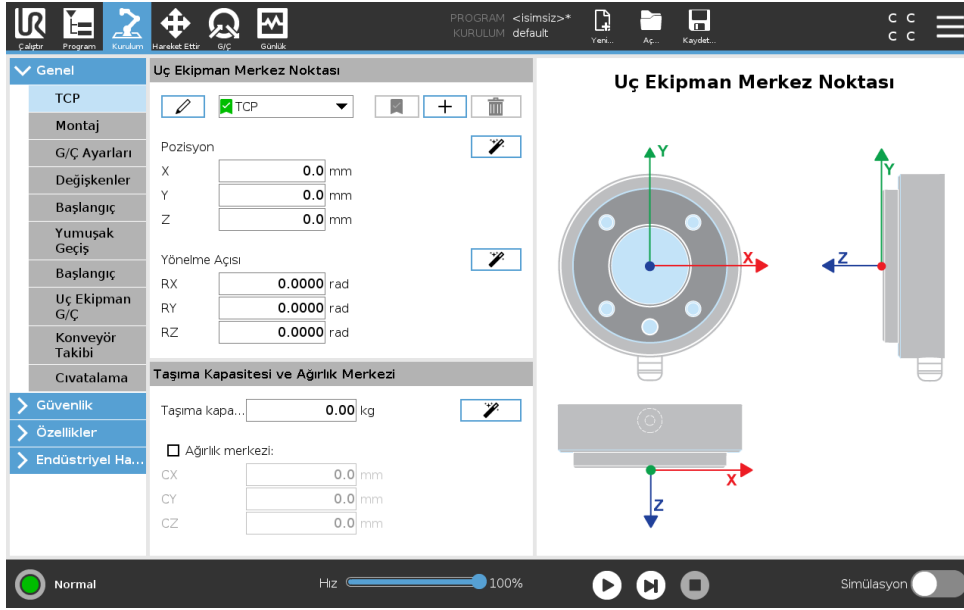 UR
PROGRAM <isimsiz>*
KURULUM default
C C
C C
Çalıştır
Program
Kurulum
Hareket Ettir
G/Ç
Günlük
Yeni...
Aç...
Kaydet...
Genel
TCP
Montaj
G/Ç Ayarları
Değişkenler
Başlangıç
Yumuşak
Geçiş
Başlangıç
Uç Ekipman
G/Ç
Konveyör
Takibi
Cıvatalama
Güvenlik
Özellikler
Endüstriyel Ha...
Uç Ekipman Merkez Noktası
TCP
Pozisyon
X 0.0 mm
Y 0.0 mm
Z 0.0 mm
Yönelme Açısı
RX 0.0000 rad
RY 0.0000 rad
RZ 0.0000 rad
Taşıma Kapasitesi ve Ağırlık Merkezi
Taşıma kapa... 0.00 kg
Ağırlık merkezi:
CX 0.0 mm
CY 0.0 mm
CZ 0.0 mm
Uç Ekipman Merkez Noktası
Y
X
Y
Z
X
Z
Normal
Hız 100%
Simülasyon